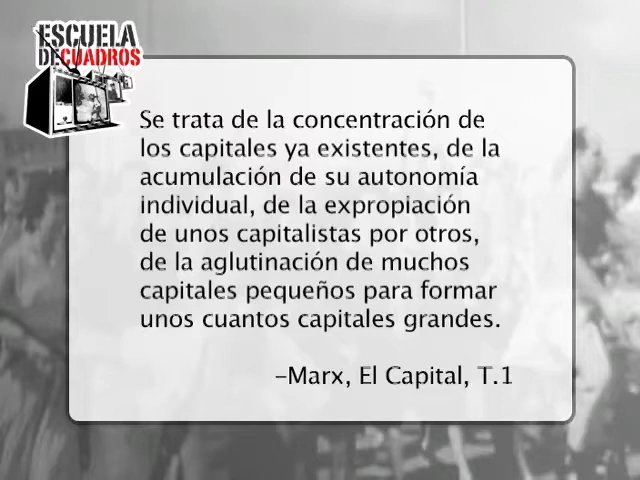 ESCUELA
DECUADROS
Se trata de la concentración de
los capitales ya existentes, de la
acumulación de su autonomía
individual, de la expropiación
de unos capitalistas por otros,
de la aglutinación de muchos
capitales pequeños para formar
unos cuantos capitales grandes.
–Marx, El Capital, T.1